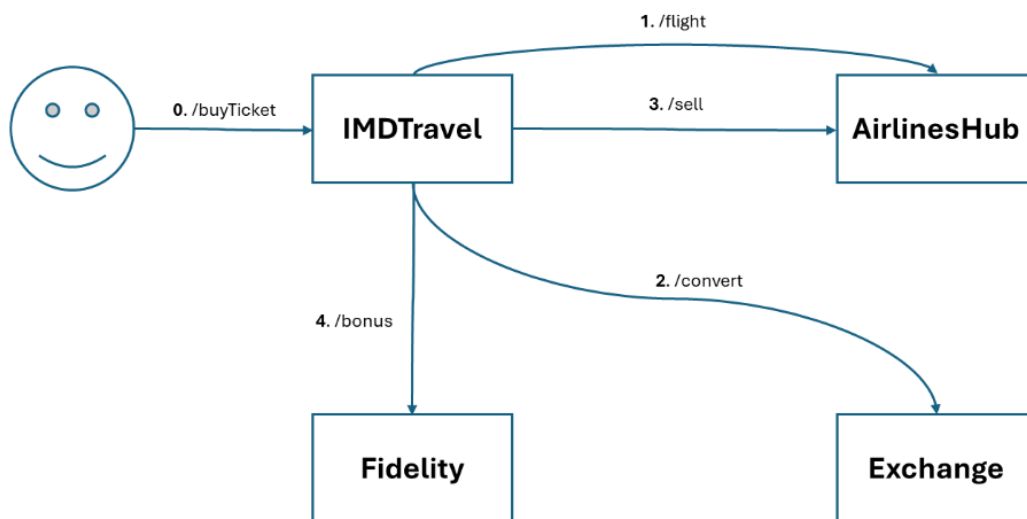 1. /flight
0. /buyTicket
IMDTravel
3. /sell
AirlinesHub
2. /convert
4. /bonus
Fidelity
Exchange